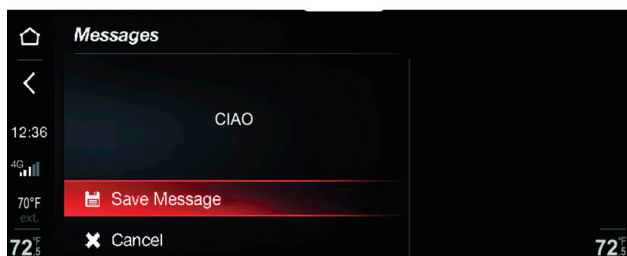 Messages
12:36
4G
70°F
ext.
72.5°F
CIAO
Save Message
Cancel
72.5°F